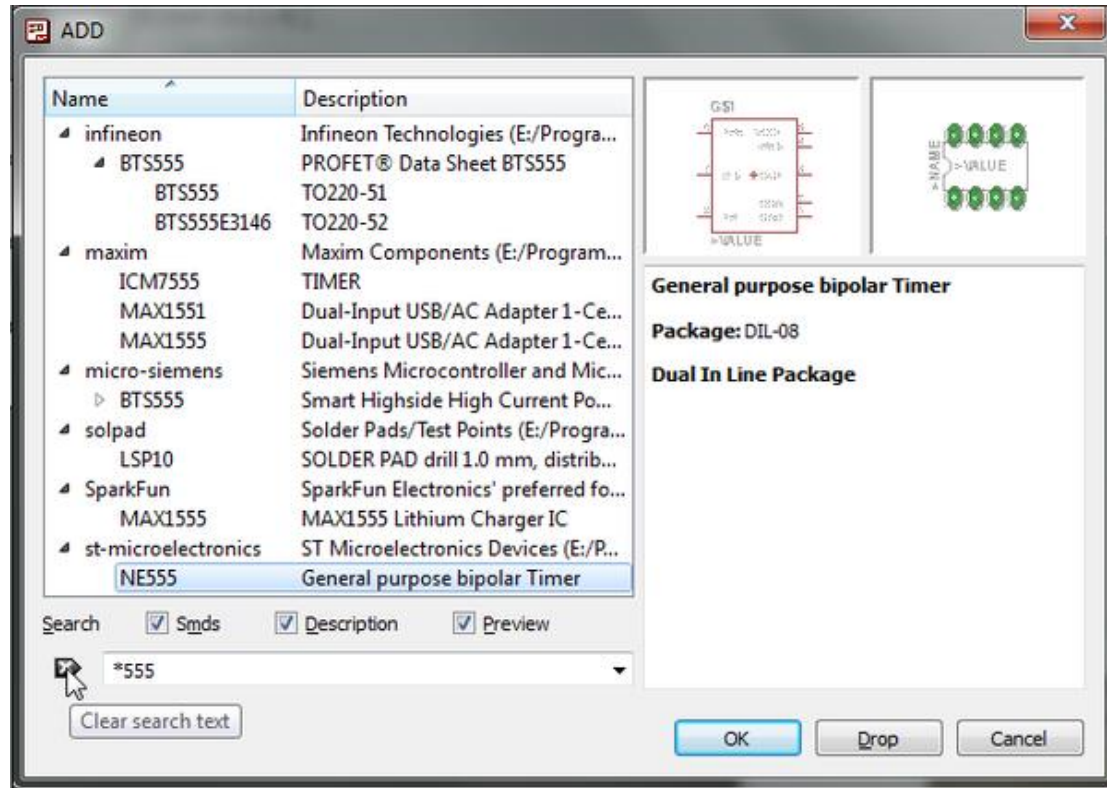 ADD
Name Description
infineon Infineon Technologies (E:/Progra...
BTS555 PROFET® Data Sheet BTS555
BTS555 TO220-51
BTS555E3146 TO220-52
maxim Maxim Components (E:/Program...
ICM7555 TIMER
MAX1551 Dual-Input USB/AC Adapter 1-Ce...
MAX1555 Dual-Input USB/AC Adapter 1-Ce...
micro-siemens Siemens Microcontroller and Mic...
BTS555 Smart Highside High Current Po...
solpad Solder Pads/Test Points (E:/Progra...
LSP10 SOLDER PAD drill 1.0 mm, distrib...
SparkFun SparkFun Electronics' preferred fo...
MAX1555 MAX1555 Lithium Charger IC
st-microelectronics ST Microelectronics Devices (E:/P...
NE555 General purpose bipolar Timer
Search Smds Description Preview
*555
Clear search text
G$1
>VALUE
>NAME
>VALUE
General purpose bipolar Timer
Package: DIL-08
Dual In Line Package
OK Drop Cancel